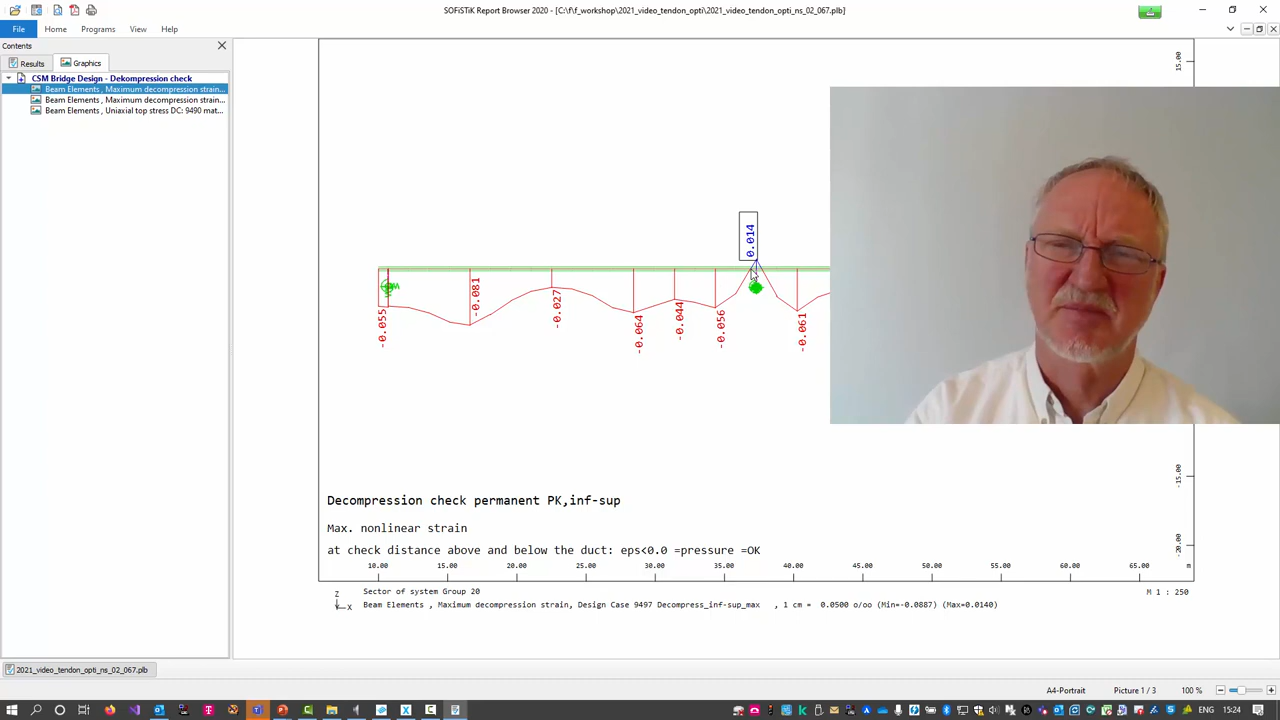 SOFiSTiK Report Browser 2020 - [C:\f\f_workshop\2021_video_tendon_opti\2021_video_tendon_opti_ns_02_067.plb]
File Home Programs View Help
Contents
Results Graphics
CSM Bridge Design - Dekompression check
Beam Elements , Maximum decompression strain...
Beam Elements , Maximum decompression strain...
Beam Elements , Uniaxial top stress DC: 9490 mat...
15.00
0.014
-0.055
-0.081
-0.027
-0.064
-0.044
-0.056
-0.061
-15.00
-20.00
Decompression check permanent PK,inf-sup
Max. nonlinear strain
at check distance above and below the duct: eps<0.0 =pressure =OK
10.00 15.00 20.00 25.00 30.00 35.00 40.00 45.00 50.00 55.00 60.00 65.00 m
Z
X
Sector of system Group 20
M 1 : 250
Beam Elements , Maximum decompression strain, Design Case 9497 Decompress_inf-sup_max , 1 cm = 0.0500 o/oo (Min=-0.0887) (Max=0.0140)
2021_video_tendon_opti_ns_02_067.plb
A4-Portrait Picture 1 / 3 100 %
15:24